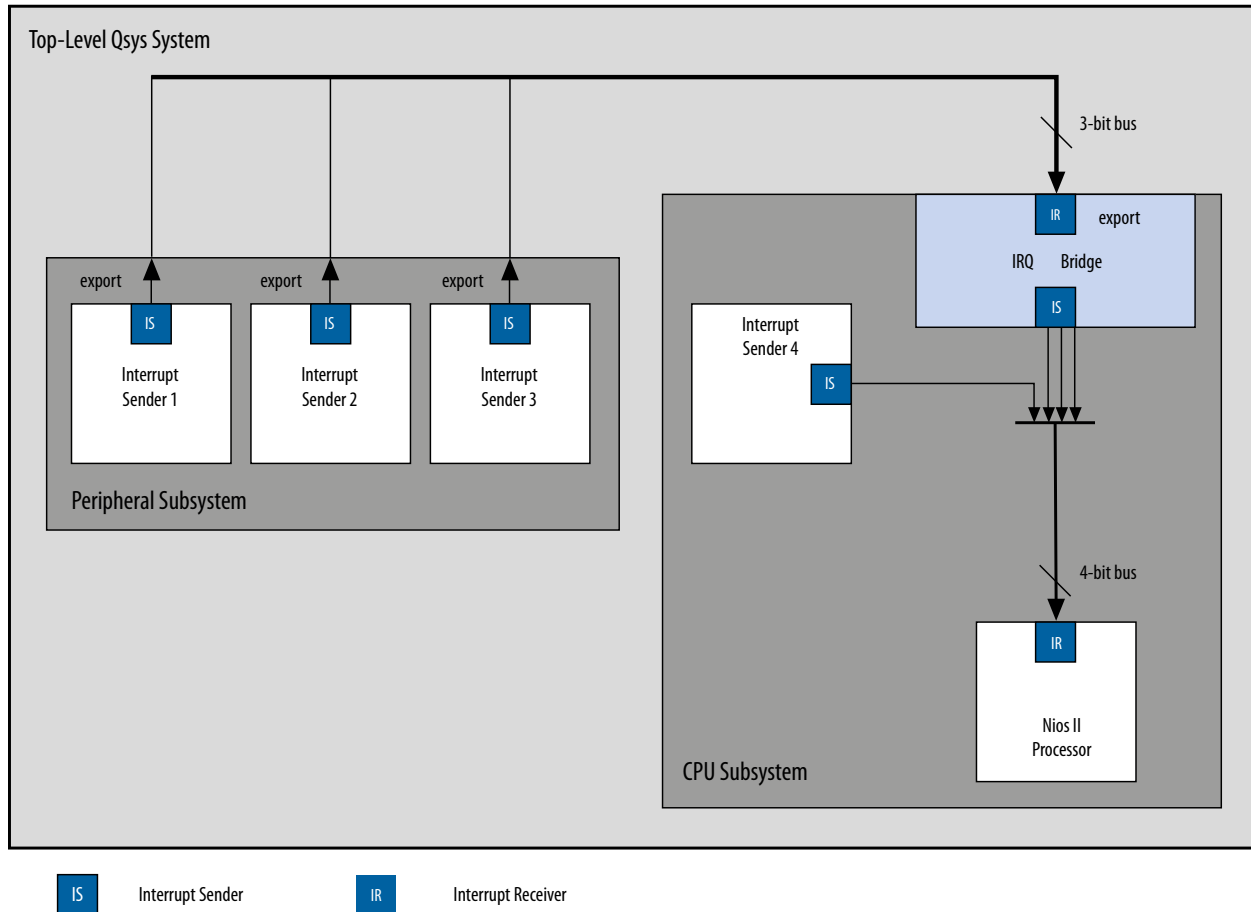 Top-Level Qsys System
3-bit bus
IR
export
IRQ Bridge
IS
export
export
export
IS
IS
IS
Interrupt
Sender 1
Interrupt
Sender 2
Interrupt
Sender 3
Peripheral Subsystem
Interrupt
Sender 4
IS
4-bit bus
IR
Nios II
Processor
CPU Subsystem
IS
Interrupt Sender
IR
Interrupt Receiver